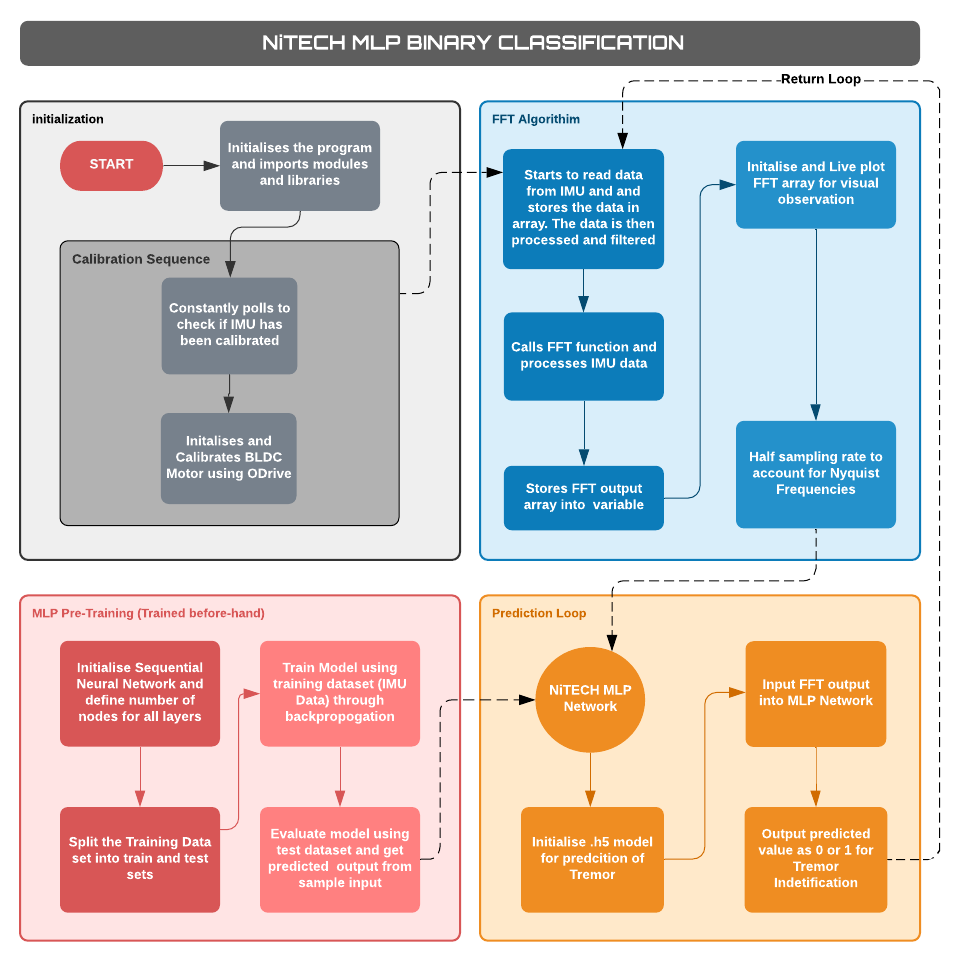 NiTECH MLP BINARY CLASSIFICATION
Return Loop
initialization
START
Initialises the program
and imports modules
and libraries
Calibration Sequence
Constantly polls to
check if IMU has
been calibrated
Initalises and
Calibrates BLDC
Motor using ODrive
FFT Algorithim
Starts to read data
from IMU and and
stores the data in
array. The data is then
processed and filtered
Calls FFT function and
processes IMU data
Stores FFT output
array into  variable
Initalise and Live plot
FFT array for visual
observation
Half sampling rate to
account for Nyquist
Frequencies
MLP Pre-Training (Trained before-hand)
Initialise Sequential
Neural Network and
define number of
nodes for all layers
Split the Training Data
set into train and test
sets
Train Model using
training dataset (IMU
Data) through
backpropogation
Evaluate model using
test dataset and get
predicted  output from
sample input
Prediction Loop
NiTECH MLP
Network
Initialise .h5 model
for predcition of
Tremor
Input FFT output
into MLP Network
Output predicted
value as 0 or 1 for
Tremor
Indetification